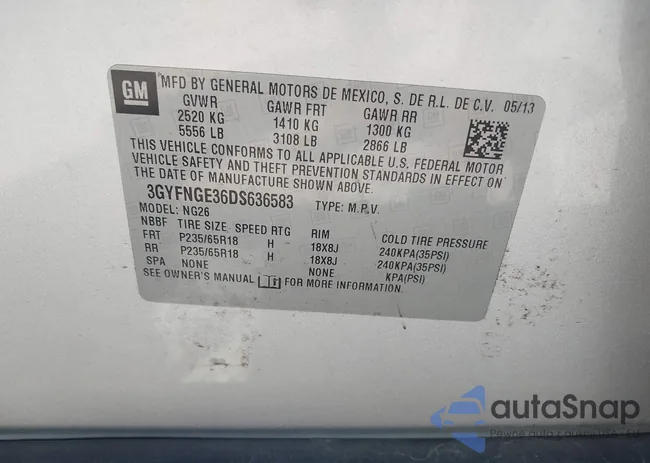 GM
MFD BY GENERAL MOTORS DE MEXICO, S. DE R.L. DE C.V. 05/13
GVWR GAWR FRT GAWR RR
2520 KG 1410 KG 1300 KG
5556 LB 3108 LB 2866 LB
THIS VEHICLE CONFORMS TO ALL APPLICABLE U.S. FEDERAL MOTOR
VEHICLE SAFETY AND THEFT PREVENTION STANDARDS IN EFFECT ON
THE DATE OF MANUFACTURE SHOWN ABOVE.
3GYFNGE36DS636583 TYPE: M.P.V.
MODEL: NG26
NBBF TIRE SIZE SPEED RTG RIM COLD TIRE PRESSURE
FRT P235/65R18 H 18X8J 240KPA(35PSI)
RR P235/65R18 H 18X8J 240KPA(35PSI)
SPA NONE NONE KPA(PSI)
SEE OWNER'S MANUAL FOR MORE INFORMATION.
autaSnap